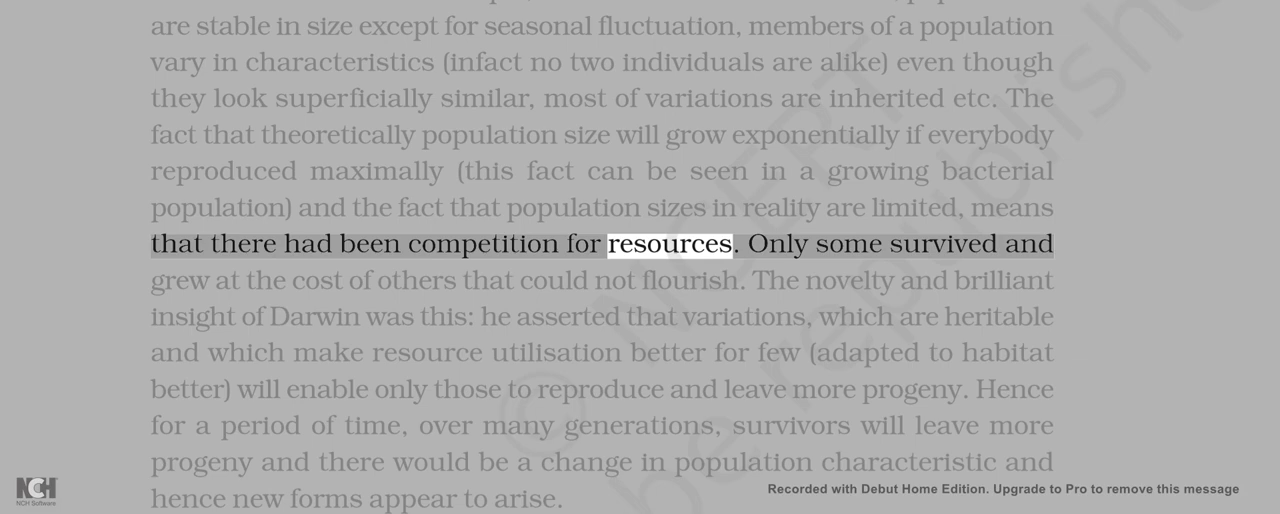 are stable in size except for seasonal fluctuation, members of a population
vary in characteristics (infact no two individuals are alike) even though
they look superficially similar, most of variations are inherited etc. The
fact that theoretically population size will grow exponentially if everybody
reproduced maximally (this fact can be seen in a growing bacterial
population) and the fact that population sizes in reality are limited, means
that there had been competition for resources. Only some survived and
grew at the cost of others that could not flourish. The novelty and brilliant
insight of Darwin was this: he asserted that variations, which are heritable
and which make resource utilisation better for few (adapted to habitat
better) will enable only those to reproduce and leave more progeny. Hence
for a period of time, over many generations, survivors will leave more
progeny and there would be a change in population characteristic and
hence new forms appear to arise.
© NCERT
be republish
NCH
NCH Software
Recorded with Debut Home Edition. Upgrade to Pro to remove this message